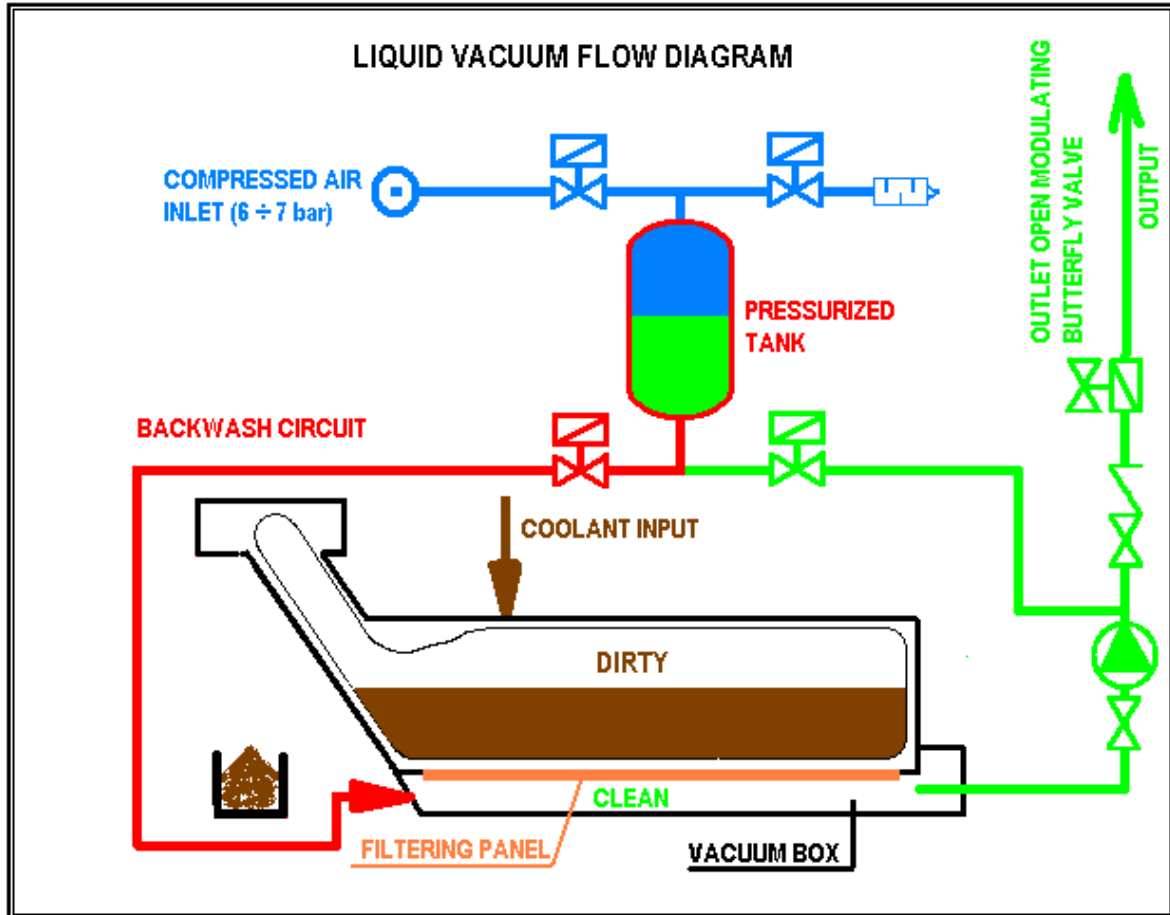 LIQUID VACUUM FLOW DIAGRAM
COMPRESSED AIR
INLET (6 ÷ 7 bar)
OUTLET OPEN MODULATING
BUTTERFLY VALVE
OUTPUT
PRESSURIZED
TANK
BACKWASH CIRCUIT
COOLANT INPUT
DIRTY
CLEAN
FILTERING PANEL
VACUUM BOX